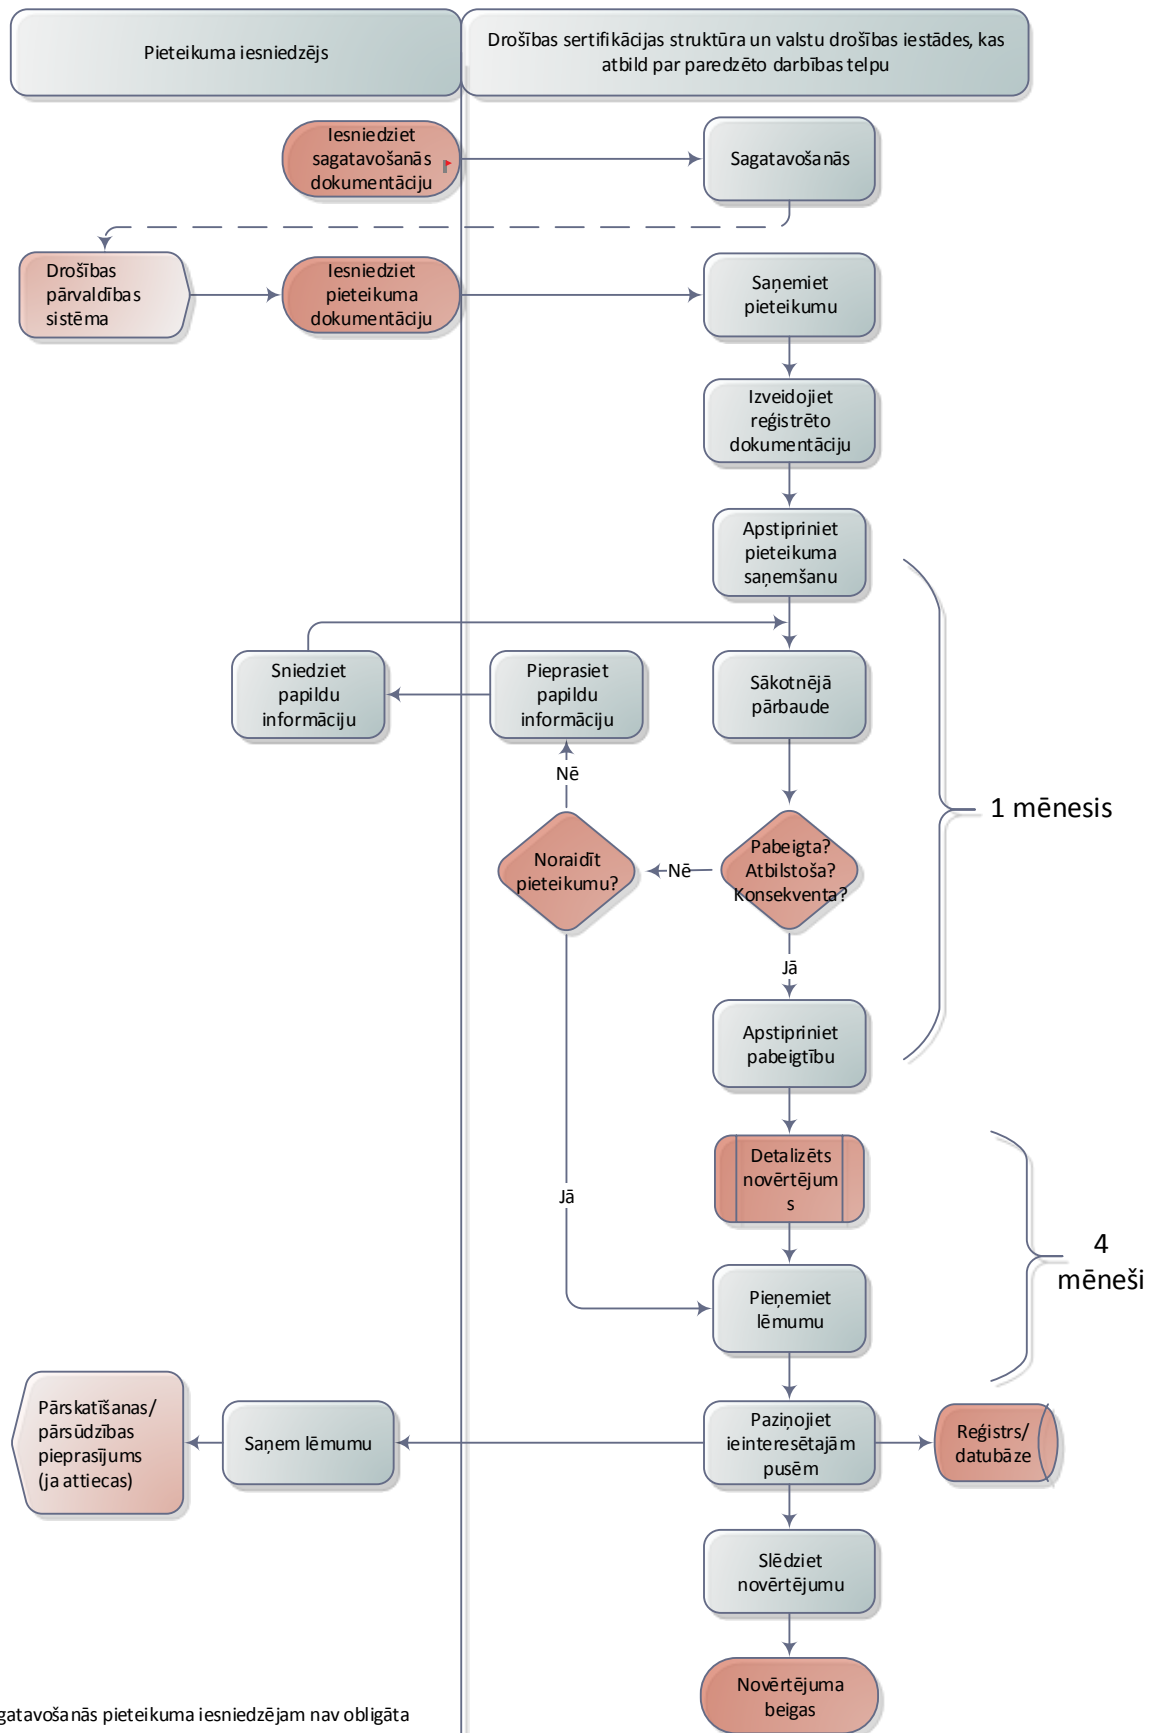 Pieteikuma iesniedzējs
Drošības sertifikācijas struktūra un valstu drošības iestādes, kas
atbild par paredzēto darbības telpu
Iesniedziet
sagatavošanās
dokumentāciju
Sagatavošanās
Drošības
pārvaldības
sistēma
Iesniedziet
pieteikuma
dokumentāciju
Saņemiet
pieteikumu
Izveidojiet
reģistrēto
dokumentāciju
Apstipriniet
pieteikuma
saņemšanu
Sniedziet
papildu
informāciju
Pieprasiet
papildu
informāciju
Sākotnējā
pārbaude
Nē
1 mēnesis
Noraidīt
pieteikumu?
Nē
Pabeigta?
Atbilstoša?
Konsekventa?
Jā
Apstipriniet
pabeigtību
Detalizēts
novērtējum
s
Jā
4
mēneši
Pieņemiet
lēmumu
Pārskatīšanas/
pārsūdzības
pieprasījums
(ja attiecas)
Saņem lēmumu
Paziņojiet
ieinteresētajām
pusēm
Reģistrs/
datubāze
Slēdziet
novērtējumu
Novērtējuma
beigas
gatavošanās pieteikuma iesniedzējam nav obligāta